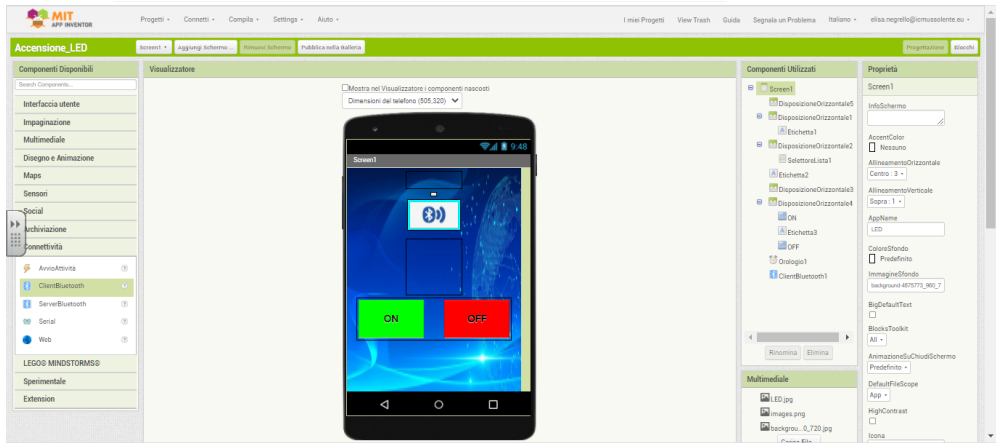 MIT
APP INVENTOR
Progetti
Connetti
Compila
Settings
Aiuto
I miei Progetti
View Trash
Guida
Segnala un Problema
Italiano
elisa.negrello@icmussolente.eu
Accensione_LED
Screen1
Aggiungi Schermo ...
Rimuovi Schermo
Pubblica nella Galleria
Progettazione
Blocchi
Componenti Disponibili
Search Components...
Interfaccia utente
Impaginazione
Multimediale
Disegno e Animazione
Maps
Sensori
Social
Archiviazione
Connettività
AvvioAttivita
ClientBluetooth
ServerBluetooth
Serial
Web
LEGO® MINDSTORMS®
Sperimentale
Extension
Visualizzatore
Mostra nel Visualizzatore i componenti nascosti
Dimensioni del telefono (505,320)
9:48
Screen1
ON
OFF
Componenti Utilizzati
Screen1
DisposizioneOrizzontale5
DisposizioneOrizzontale1
Etichetta1
DisposizioneOrizzontale2
SelettoreLista1
Etichetta2
DisposizioneOrizzontale3
DisposizioneOrizzontale4
ON
Etichetta3
OFF
Orologio1
ClientBluetooth1
Rinomina
Elimina
Multimediale
LED.jpg
images.png
backgrou...0_720.jpg
Carica File ...
Proprietà
Screen1
InfoSchermo
AccentColor
Nessuno
AllineamentoOrizzontale
Centro : 3
AllineamentoVerticale
Sopra : 1
AppName
LED
ColoreSfondo
Predefinito
ImmagineSfondo
background-4675773_960_7
BigDefaultText
BlocksToolkit
All
AnimazioneSuChiudiSchermo
Predefinito
DefaultFileScope
App
HighContrast
Icona